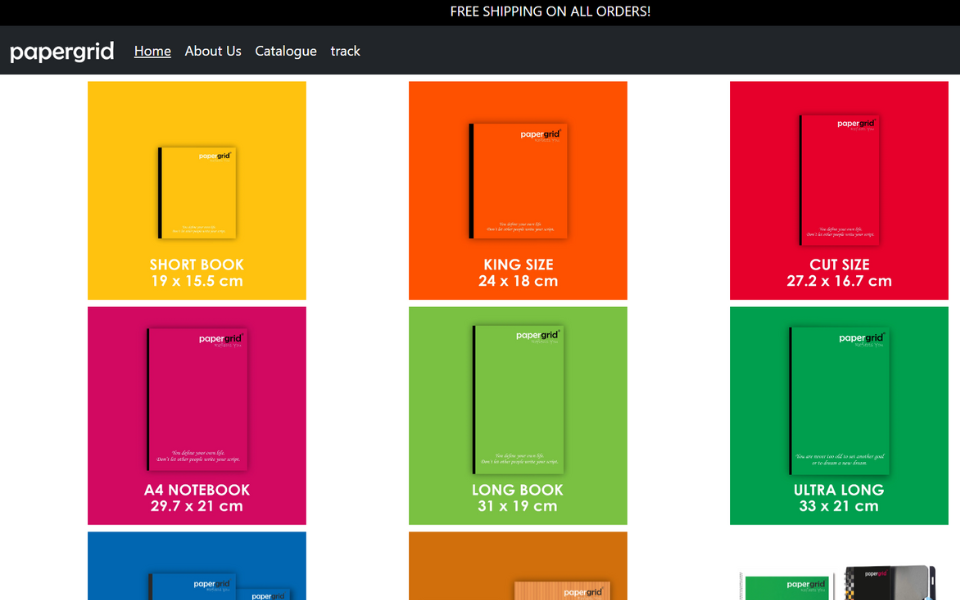 FREE SHIPPING ON ALL ORDERS!
papergrid
Home About Us Catalogue track
papergrid
SHORT BOOK
19 x 15.5 cm
papergrid
You define your own life.
Don't let other people write your script.
KING SIZE
24 x 18 cm
papergrid
You define your own life.
Don't let other people write your script.
CUT SIZE
27.2 x 16.7 cm
papergrid
You define your own life.
Don't let other people write your script.
A4 NOTEBOOK
29.7 x 21 cm
papergrid
You define your own life.
Don't let other people write your script.
LONG BOOK
31 x 19 cm
papergrid
You are never too old to set another goal
or to dream a new dream
ULTRA LONG
33 x 21 cm
papergrid
papergrid
papergrid
papergrid
papergrid